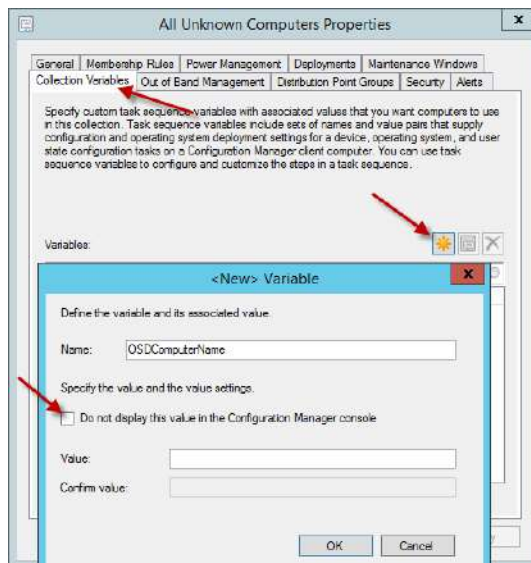 All Unknown Computers Properties
x
General Membership Rules Power Management Deployments Maintenance Windows
Collection Variables Out of Band Management Distribution Point Groups Security Alerts
Specify custom task sequence variables with associated values that you want computers to use
in this collection. Task sequence variables include sets of names and value pairs that supply
configuration and operating system deployment settings for a device, operating system, and user
state configuration tasks on a Configuration Manager client computer. You can use task
sequence variables to configure and customize the steps in a task sequence.
Variables:
<New> Variable
x
Define the variable and its associated value
Name: OSDComputerName
Specify the value and the value settings.
Do not display this value in the Configuration Manager console
Value:
Confirm value:
OK Cancel